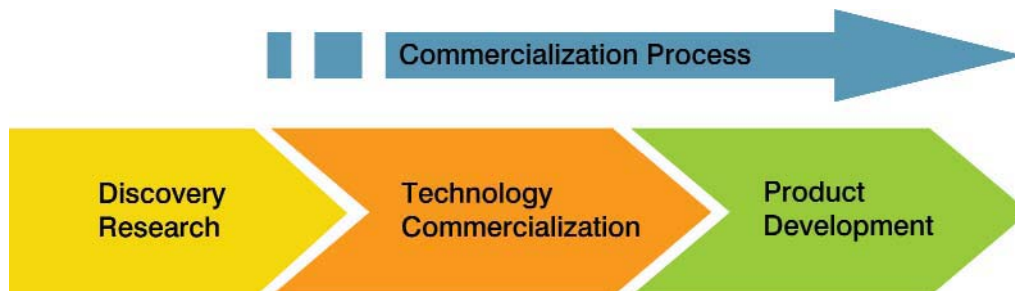 Commercialization Process
Discovery
Research
Technology
Commercialization
Product
Development